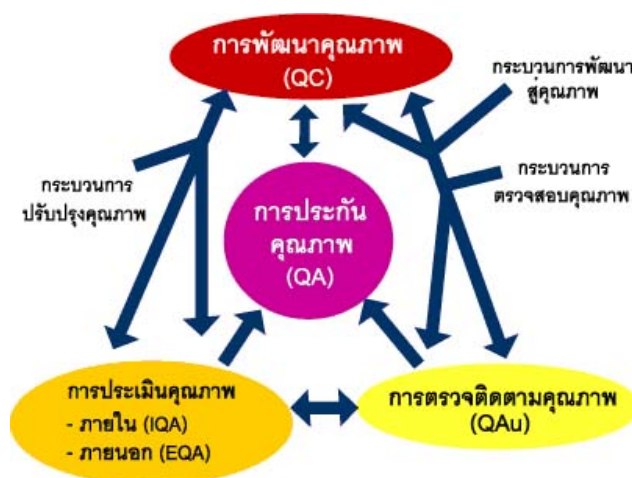 การพัฒนาคุณภาพ
(QC)
กระบวนการพัฒนา
สู่คุณภาพ
กระบวนการ
ปรับปรุงคุณภาพ
กระบวนการ
ตรวจสอบคุณภาพ
การประกัน
คุณภาพ
(QA)
การประเมินคุณภาพ
- ภายใน (IQA)
- ภายนอก (EQA)
การตรวจติดตามคุณภาพ
(QAu)